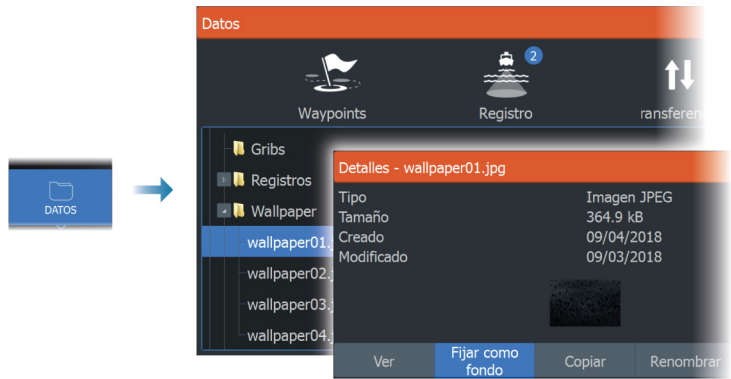 Datos
2
Waypoints
Registro
Gribs
Registros
Wallpaper
wallpaper01.
wallpaper02.
wallpaper03.
wallpaper04.
DATOS
Detalles - wallpaper01.jpg
Tipo Imagen JPEG
Tamaño 364.9 kB
Creado 09/04/2018
Modificado 09/03/2018
Ver
Fijar como
fondo
Copiar
Renombrar